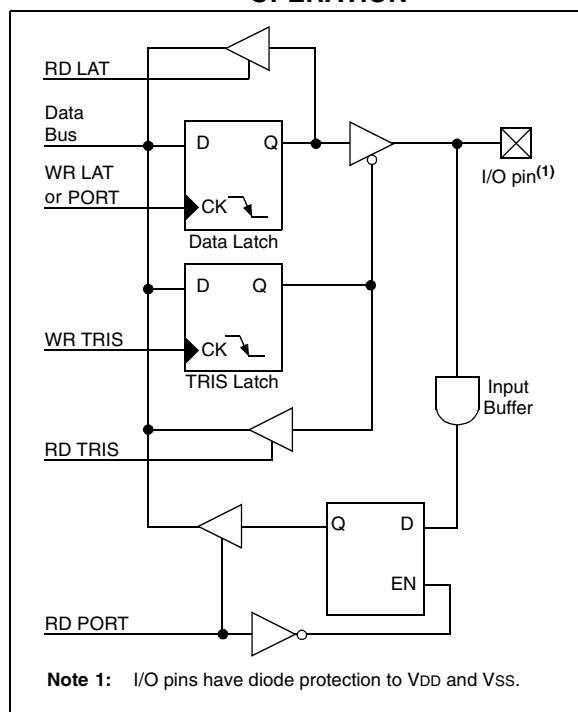 OPERATION
RD LAT
Data
Bus
D Q
I/O pin(1)
WR LAT
or PORT
CK
Data Latch
D Q
WR TRIS
CK
TRIS Latch
Input
Buffer
RD TRIS
Q D
EN
RD PORT
Note 1: I/O pins have diode protection to VDD and VSS.